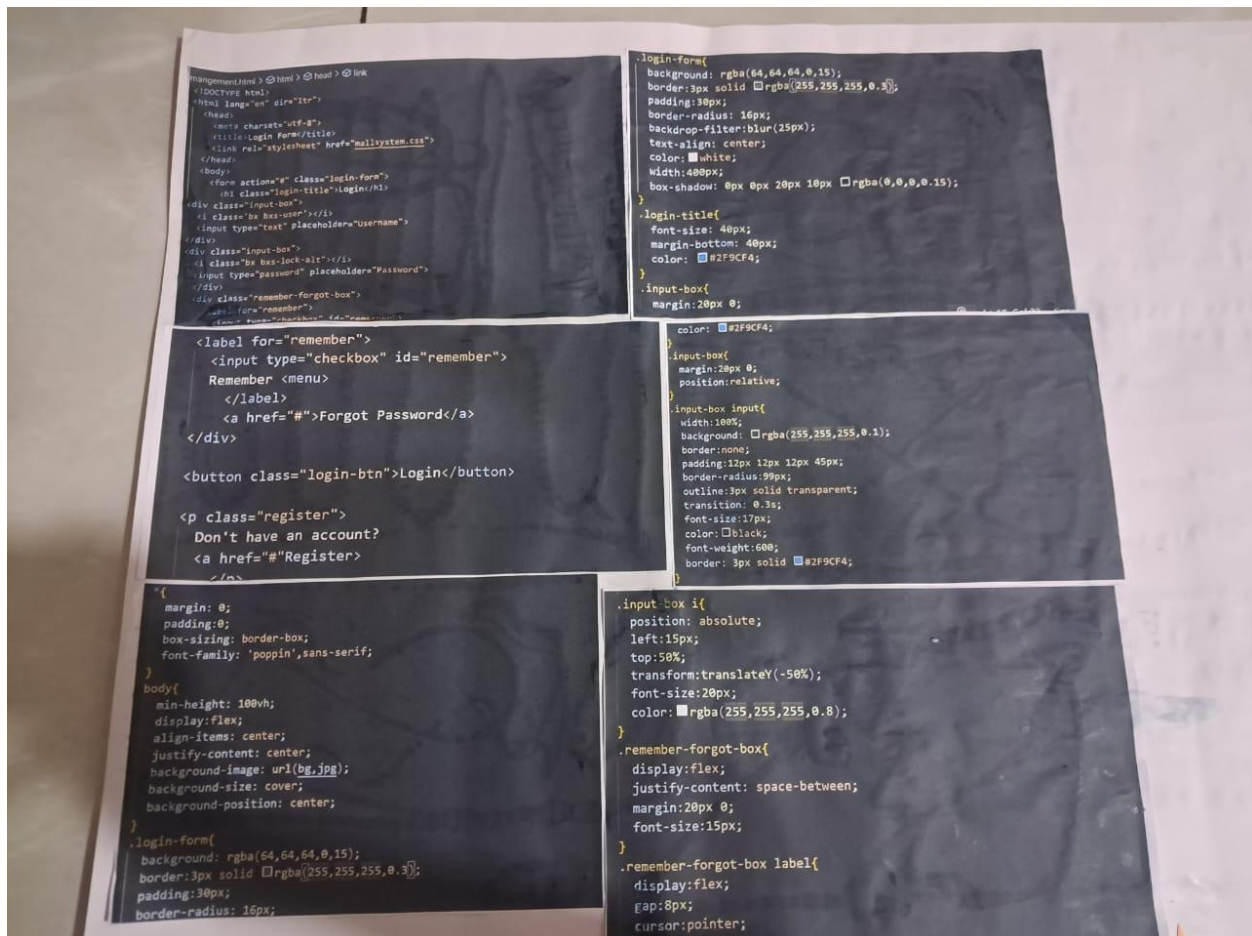 mangement.html > html > head > link
<!DOCTYPE html>
<html lang="en" dir="ltr">
<head>
<meta charset="utf-8">
<title>Login Form</title>
<link rel="stylesheet" href="mallsystem.css">
</head>
<body>
<form action="#" class="login-form">
<h1 class="login-title">Login</h1>
<div class="input-box">
<i class='bx bxs-user'></i>
<input type="text" placeholder="Username">
</div>
<div class="input-box">
<i class="bx bxs-lock-alt"></i>
<input type="password" placeholder="Password">
</div>
<div class="remember-forgot-box">
<label for="remember">
<input type="checkbox" id="remember">
.login-form{
background: rgba(64,64,64,0,15);
border:3px solid rgba(255,255,255,0.3);
padding:30px;
border-radius: 16px;
backdrop-filter:blur(25px);
text-align: center;
color: white;
width:400px;
box-shadow: 0px 0px 20px 10px rgba(0,0,0,0.15);
}
.login-title{
font-size: 40px;
margin-bottom: 40px;
color: #2F9CF4;
}
.input-box{
margin:20px 0;
<label for="remember">
<input type="checkbox" id="remember">
Remember <menu>
</label>
<a href="#">Forgot Password</a>
</div>
<button class="login-btn">Login</button>
<p class="register">
Don't have an account?
<a href="#"Register>
</p>
color: #2F9CF4;
}
.input-box{
margin:20px 0;
position:relative;
}
.input-box input{
width:100%;
background: rgba(255,255,255,0.1);
border:none;
padding:12px 12px 12px 45px;
border-radius:99px;
outline:3px solid transparent;
transition: 0.3s;
font-size:17px;
color: black;
font-weight:600;
border: 3px solid #2F9CF4;
}
*{
margin: 0;
padding:0;
box-sizing: border-box;
font-family: 'poppin',sans-serif;
}
body{
min-height: 100vh;
display:flex;
align-items: center;
justify-content: center;
background-image: url(bg,jpg);
background-size: cover;
background-position: center;
}
.login-form{
background: rgba(64,64,64,0,15);
border:3px solid rgba(255,255,255,0.3);
padding:30px;
border-radius: 16px;
.input-box i{
position: absolute;
left:15px;
top:50%;
transform:translateY(-50%);
font-size:20px;
color: rgba(255,255,255,0.8);
}
.remember-forgot-box{
display:flex;
justify-content: space-between;
margin:20px 0;
font-size:15px;
}
.remember-forgot-box label{
display:flex;
gap:8px;
cursor:pointer;